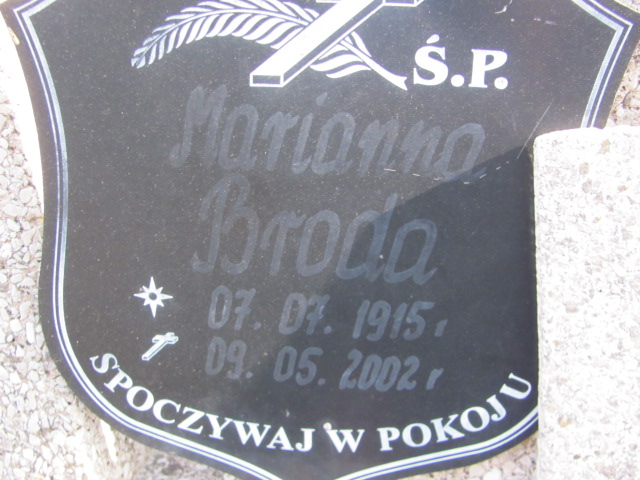 Ś.P.
Marianna
Broda
07. 07. 1915 r
09. 05. 2002 r
SPOCZYWAJ W POKOJU